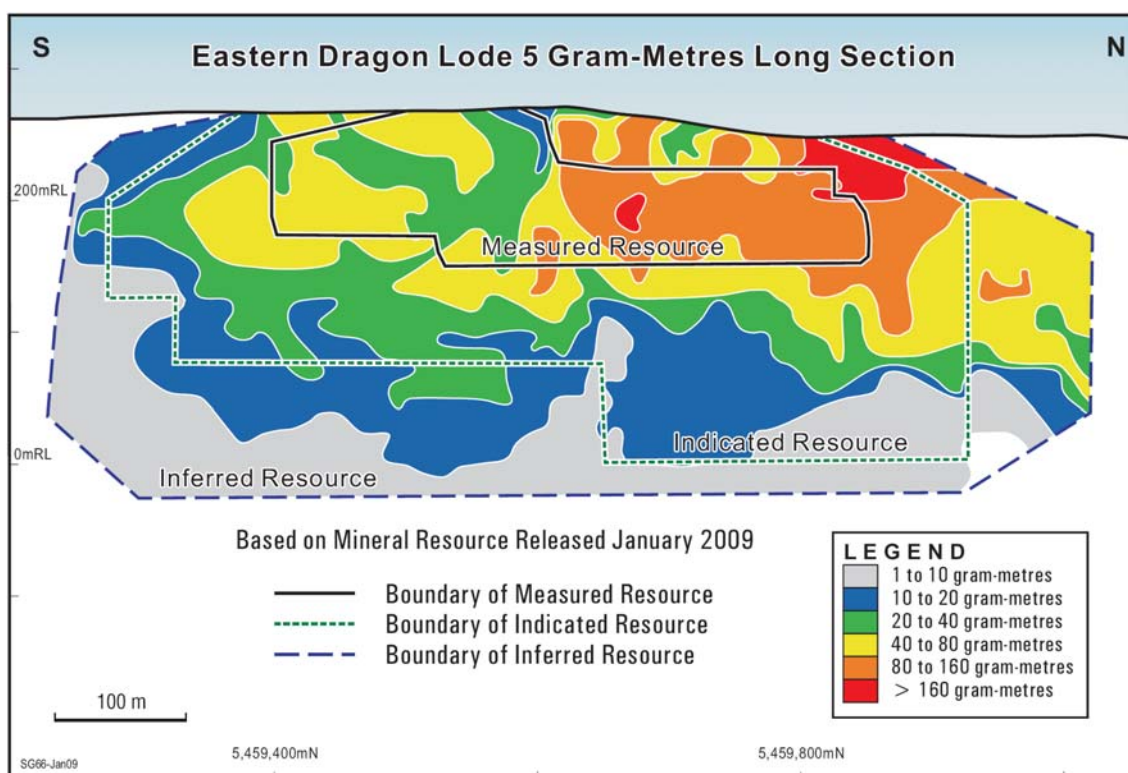 S
N
Eastern Dragon Lode 5 Gram-Metres Long Section
200mRL
Measured Resource
Indicated Resource
0mRL
Inferred Resource
Based on Mineral Resource Released January 2009
Boundary of Measured Resource
Boundary of Indicated Resource
Boundary of Inferred Resource
LEGEND
1 to 10 gram-metres
10 to 20 gram-metres
20 to 40 gram-metres
40 to 80 gram-metres
80 to 160 gram-metres
> 160 gram-metres
100 m
5,459,400mN
5,459,800mN
SG66-Jan09